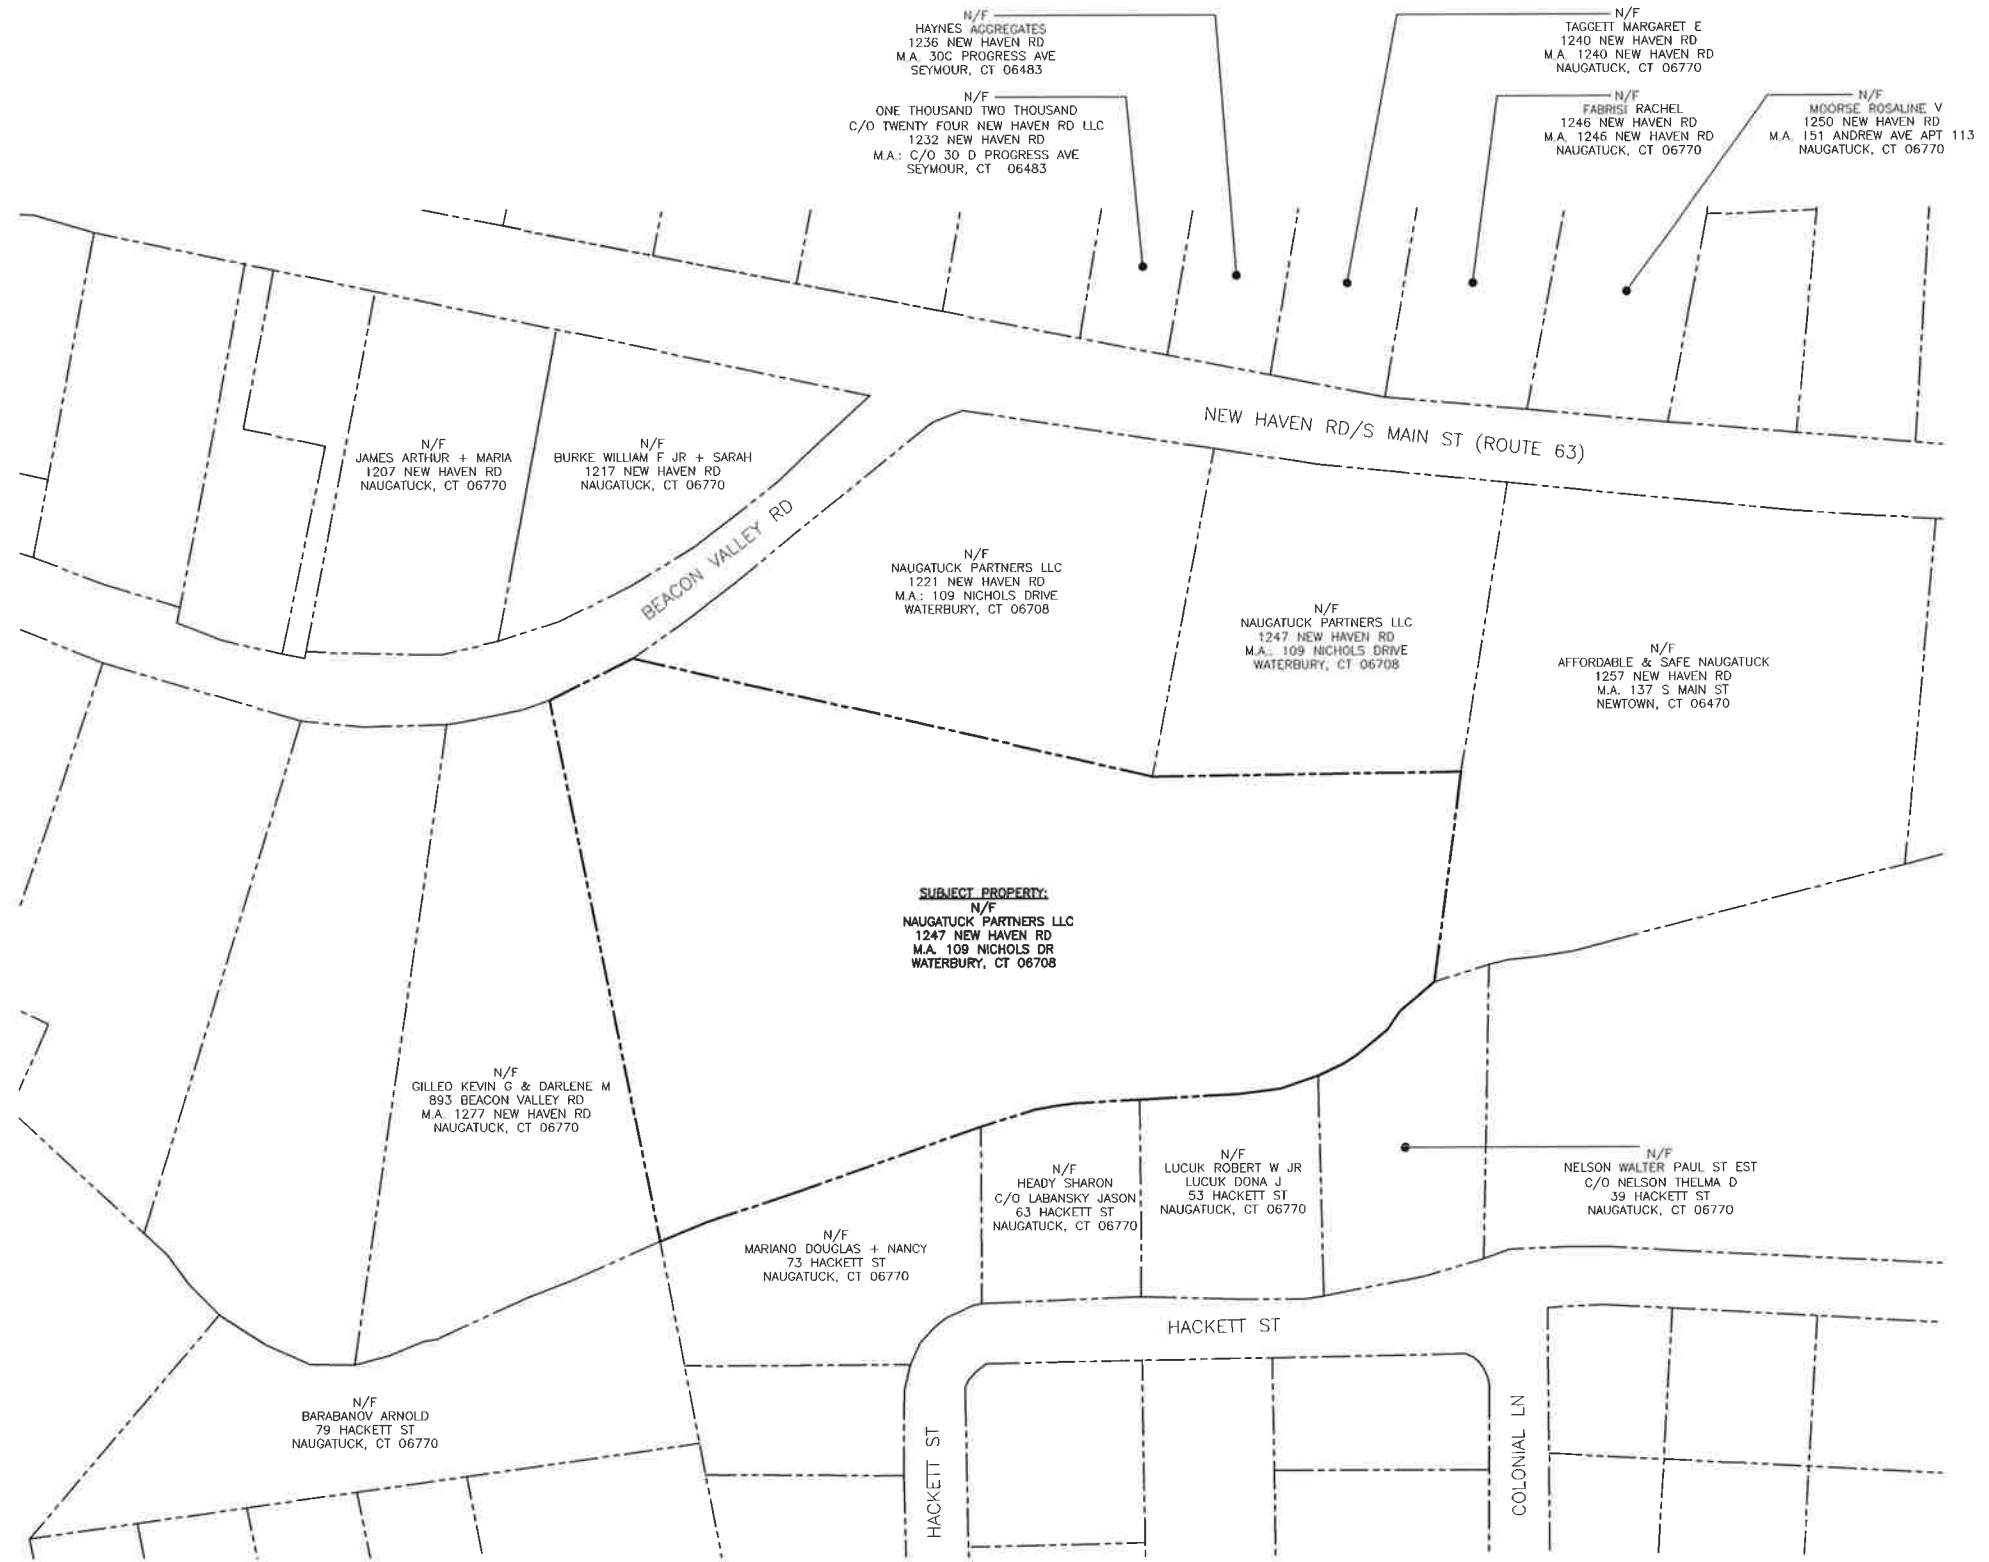 N/F
HAYNES AGGREGATES
1236 NEW HAVEN RD
M.A. 30C PROGRESS AVE
SEYMOUR, CT 06483
N/F
TAGGETT MARGARET E
1240 NEW HAVEN RD
M.A. 1240 NEW HAVEN RD
NAUGATUCK, CT 06770
N/F
ONE THOUSAND TWO THOUSAND
C/O TWENTY FOUR NEW HAVEN RD LLC
1232 NEW HAVEN RD
M.A.: C/O 30 D PROGRESS AVE
SEYMOUR, CT 06483
N/F
FABRISI RACHEL
1246 NEW HAVEN RD
M.A. 1246 NEW HAVEN RD
NAUGATUCK, CT 06770
N/F
MOORSE ROSALINE V
1250 NEW HAVEN RD
M.A. 151 ANDREW AVE APT 113
NAUGATUCK, CT 06770
NEW HAVEN RD/S MAIN ST (ROUTE 63)
N/F
JAMES ARTHUR + MARIA
1207 NEW HAVEN RD
NAUGATUCK, CT 06770
N/F
BURKE WILLIAM F JR + SARAH
1217 NEW HAVEN RD
NAUGATUCK, CT 06770
BEACON VALLEY RD
N/F
NAUGATUCK PARTNERS LLC
1221 NEW HAVEN RD
M.A.: 109 NICHOLS DRIVE
WATERBURY, CT 06708
N/F
NAUGATUCK PARTNERS LLC
1247 NEW HAVEN RD
M.A.: 109 NICHOLS DRIVE
WATERBURY, CT 06708
N/F
AFFORDABLE & SAFE NAUGATUCK
1257 NEW HAVEN RD
M.A. 137 S MAIN ST
NEWTOWN, CT 06470
SUBJECT PROPERTY:
N/F
NAUGATUCK PARTNERS LLC
1247 NEW HAVEN RD
M.A. 109 NICHOLS DR
WATERBURY, CT 06708
N/F
GILLEO KEVIN G & DARLENE M
893 BEACON VALLEY RD
M.A. 1277 NEW HAVEN RD
NAUGATUCK, CT 06770
N/F
MARIANO DOUGLAS + NANCY
73 HACKETT ST
NAUGATUCK, CT 06770
N/F
HEADY SHARON
C/O LABANSKY JASON
63 HACKETT ST
NAUGATUCK, CT 06770
N/F
LUCUK ROBERT W JR
LUCUK DONA J
53 HACKETT ST
NAUGATUCK, CT 06770
N/F
NELSON WALTER PAUL ST EST
C/O NELSON THELMA D
39 HACKETT ST
NAUGATUCK, CT 06770
HACKETT ST
N/F
BARABANOV ARNOLD
79 HACKETT ST
NAUGATUCK, CT 06770
HACKETT ST
COLONIAL LN